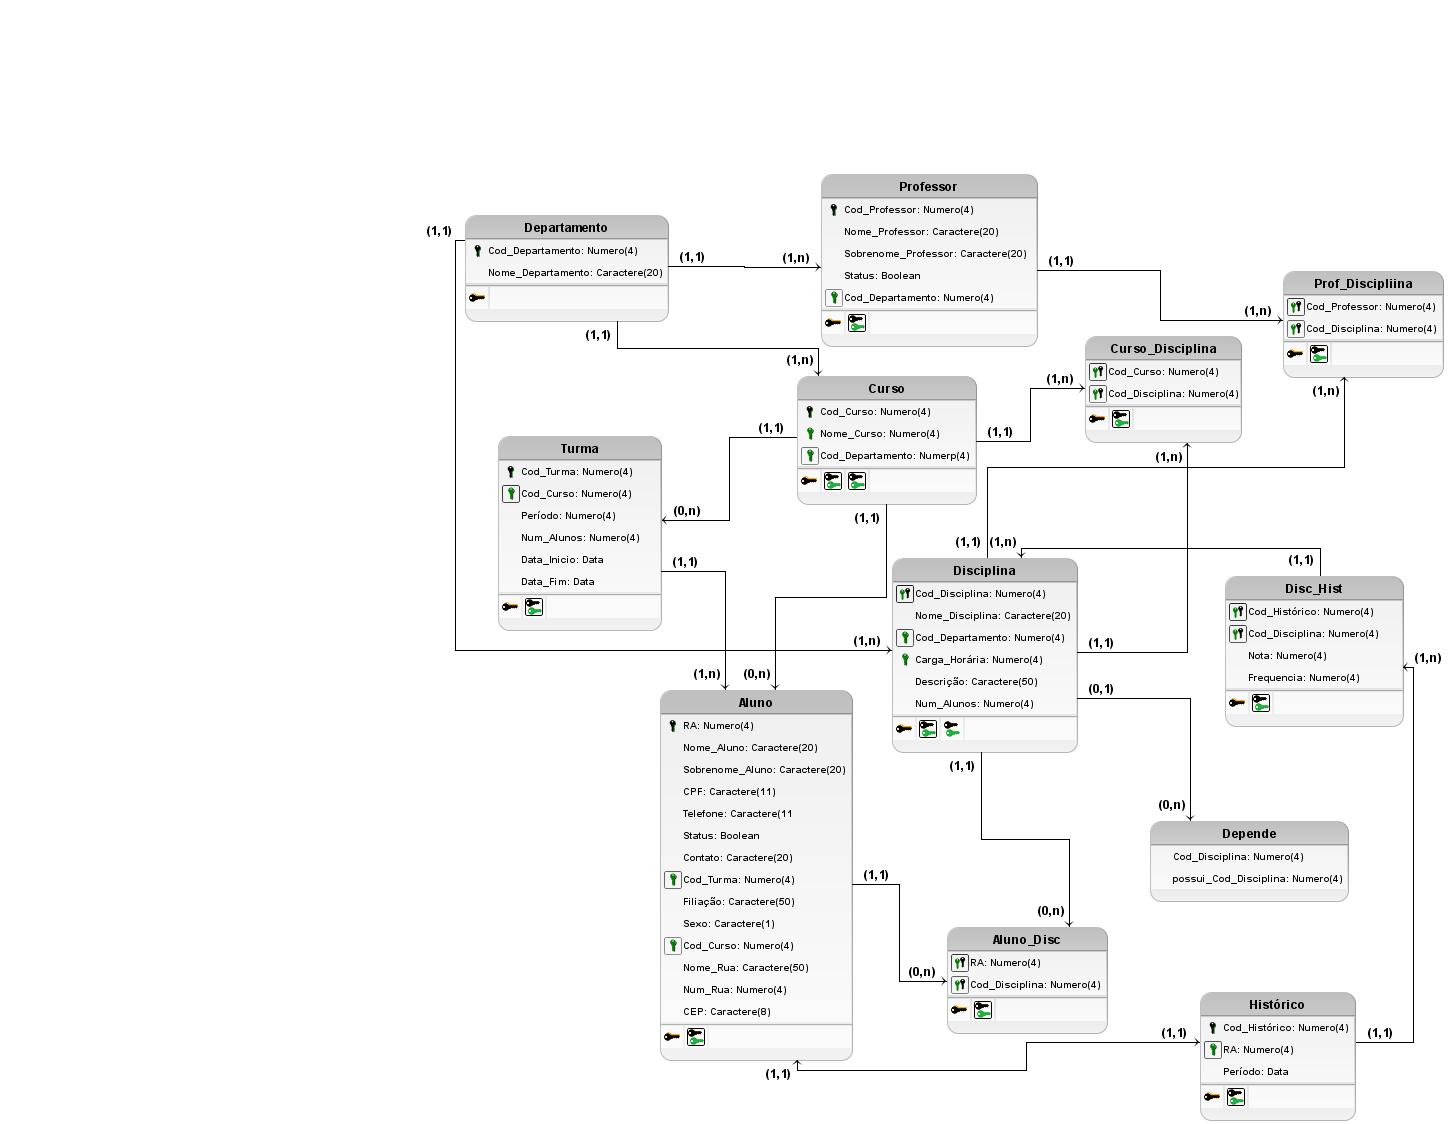 Professor
Cod_Professor: Numero(4)
Nome_Professor: Caractere(20)
Sobrenome_Professor: Caractere(20)
Status: Boolean
Cod_Departamento: Numero(4)
(1,1)
Departamento
Cod_Departamento: Numero(4)
Nome_Departamento: Caractere(20)
(1,1)
(1,n)
(1,1)
(1,n)
Prof_Discipliina
Cod_Professor: Numero(4)
Cod_Disciplina: Numero(4)
(1,n)
(1,1)
(1,n)
Curso_Disciplina
Cod_Curso: Numero(4)
Cod_Disciplina: Numero(4)
(1,n)
(1,n)
Curso
Cod_Curso: Numero(4)
Nome_Curso: Numero(4)
Cod_Departamento: Numerp(4)
(1,1)
(1,1)
(1,1)
Turma
Cod_Turma: Numero(4)
Cod_Curso: Numero(4)
Período: Numero(4)
Num_Alunos: Numero(4)
Data_Inicio: Data
Data_Fim: Data
(0,n)
(1,1)
(1,1)
(1,n)
(1,1)
Disciplina
Cod_Disciplina: Numero(4)
Nome_Disciplina: Caractere(20)
Cod_Departamento: Numero(4)
Carga_Horária: Numero(4)
Descrição: Caractere(50)
Num_Alunos: Numero(4)
(1,n)
(1,1)
(0,1)
(1,1)
Disc_Hist
Cod_Histórico: Numero(4)
Cod_Disciplina: Numero(4)
Nota: Numero(4)
Frequencia: Numero(4)
(1,n)
(1,n)
(0,n)
Aluno
RA: Numero(4)
Nome_Aluno: Caractere(20)
Sobrenome_Aluno: Caractere(20)
CPF: Caractere(11)
Telefone: Caractere(11
Status: Boolean
Contato: Caractere(20)
Cod_Turma: Numero(4)
Filiação: Caractere(50)
Sexo: Caractere(1)
Cod_Curso: Numero(4)
Nome_Rua: Caractere(50)
Num_Rua: Numero(4)
CEP: Caractere(8)
(1,1)
(0,n)
(1,1)
(0,n)
Depende
Cod_Disciplina: Numero(4)
possui_Cod_Disciplina: Numero(4)
(0,n)
Aluno_Disc
RA: Numero(4)
Cod_Disciplina: Numero(4)
Histórico
Cod_Histórico: Numero(4)
RA: Numero(4)
Período: Data
(1,1)
(1,1)